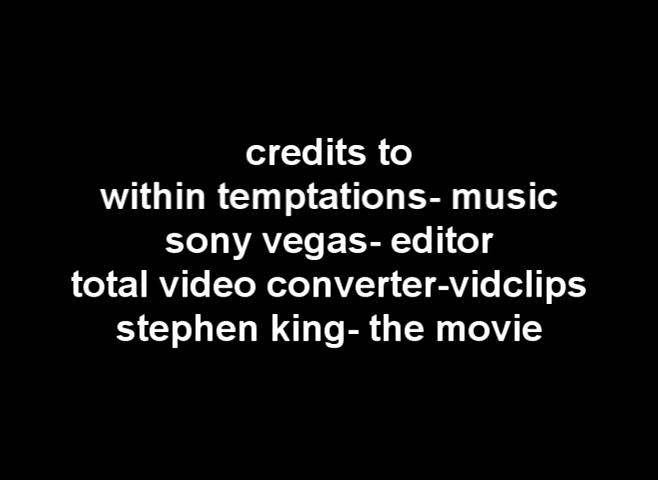 credits to
within temptations- music
sony vegas- editor
total video converter-vidclips
stephen king- the movie